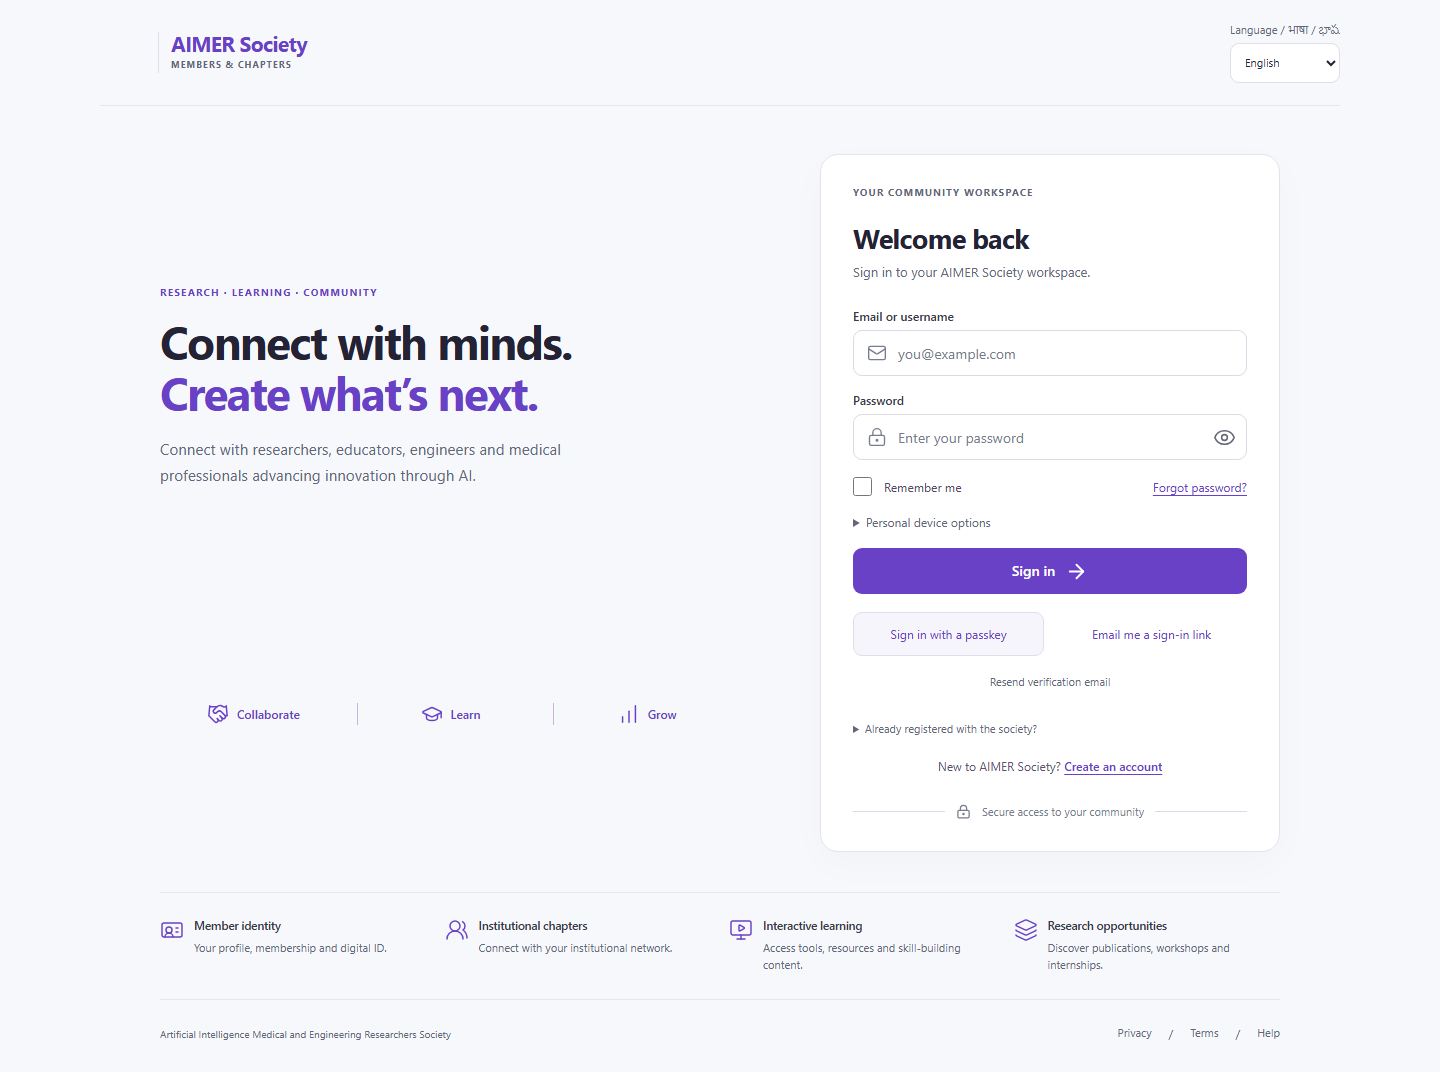 AIMER Society
MEMBERS & CHAPTERS
Language / भाषा / భాష
English
RESEARCH • LEARNING • COMMUNITY
Connect with minds.
Create what’s next.
Connect with researchers, educators, engineers and medical
professionals advancing innovation through AI.
Collaborate
Learn
Grow
YOUR COMMUNITY WORKSPACE
Welcome back
Sign in to your AIMER Society workspace.
Email or username
you@example.com
Password
Enter your password
Remember me
Forgot password?
Personal device options
Sign in
Sign in with a passkey
Email me a sign-in link
Resend verification email
Already registered with the society?
New to AIMER Society? Create an account
Secure access to your community
Member identity
Your profile, membership and digital ID.
Institutional chapters
Connect with your institutional network.
Interactive learning
Access tools, resources and skill-building
content.
Research opportunities
Discover publications, workshops and
internships.
Artificial Intelligence Medical and Engineering Researchers Society
Privacy / Terms / Help